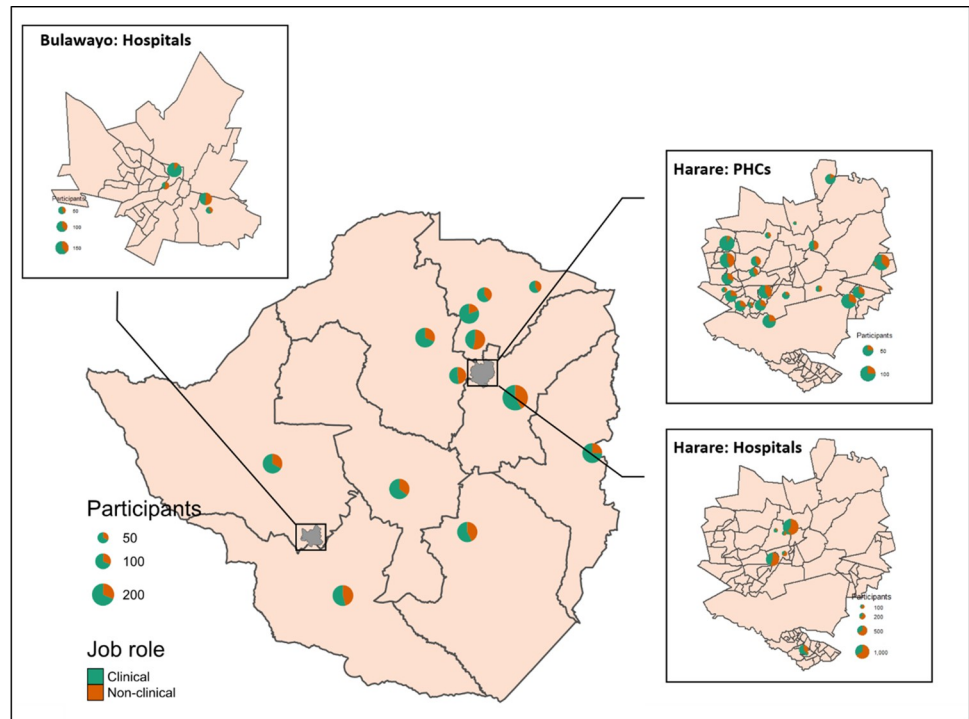 Bulawayo: Hospitals
Participants
50
100
150
Harare: PHCs
Participants
50
100
Harare: Hospitals
Participants
100
200
500
1,000
Participants
50
100
200
Job role
Clinical
Non-clinical